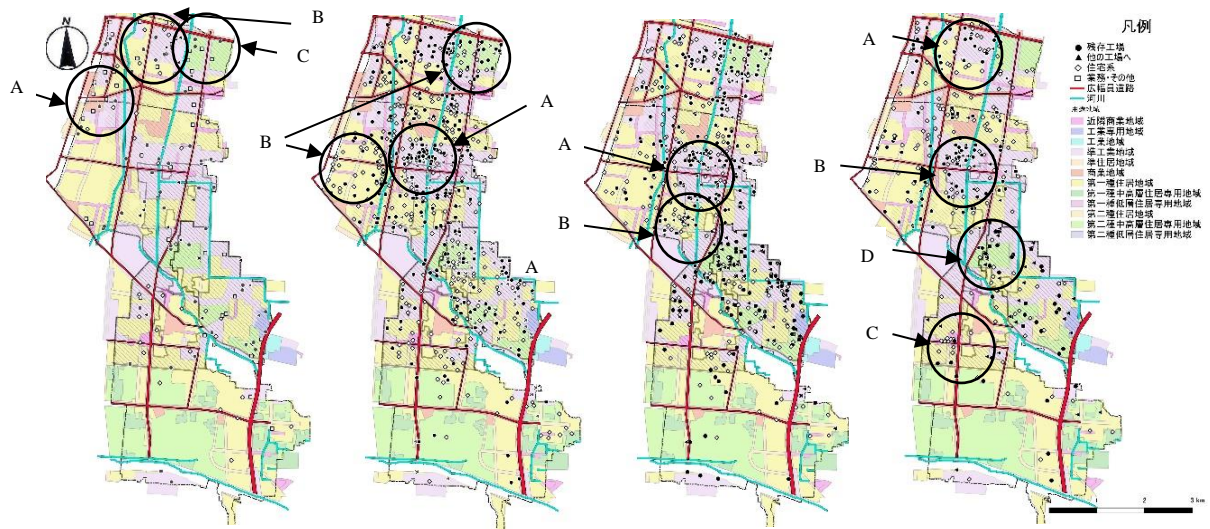 N
A
B
C
B
A
A
A
B
A
B
D
C
凡例
残存工場
他の工場へ
住宅系
業務・その他
広幅員道路
河川
用途地域
近隣商業地域
工業専用地域
工業地域
準工業地域
準住居地域
商業地域
第一種住居地域
第一種中高層住居専用地域
第一種低層住居専用地域
第二種住居地域
第二種中高層住居専用地域
第二種低層住居専用地域
2
3 km